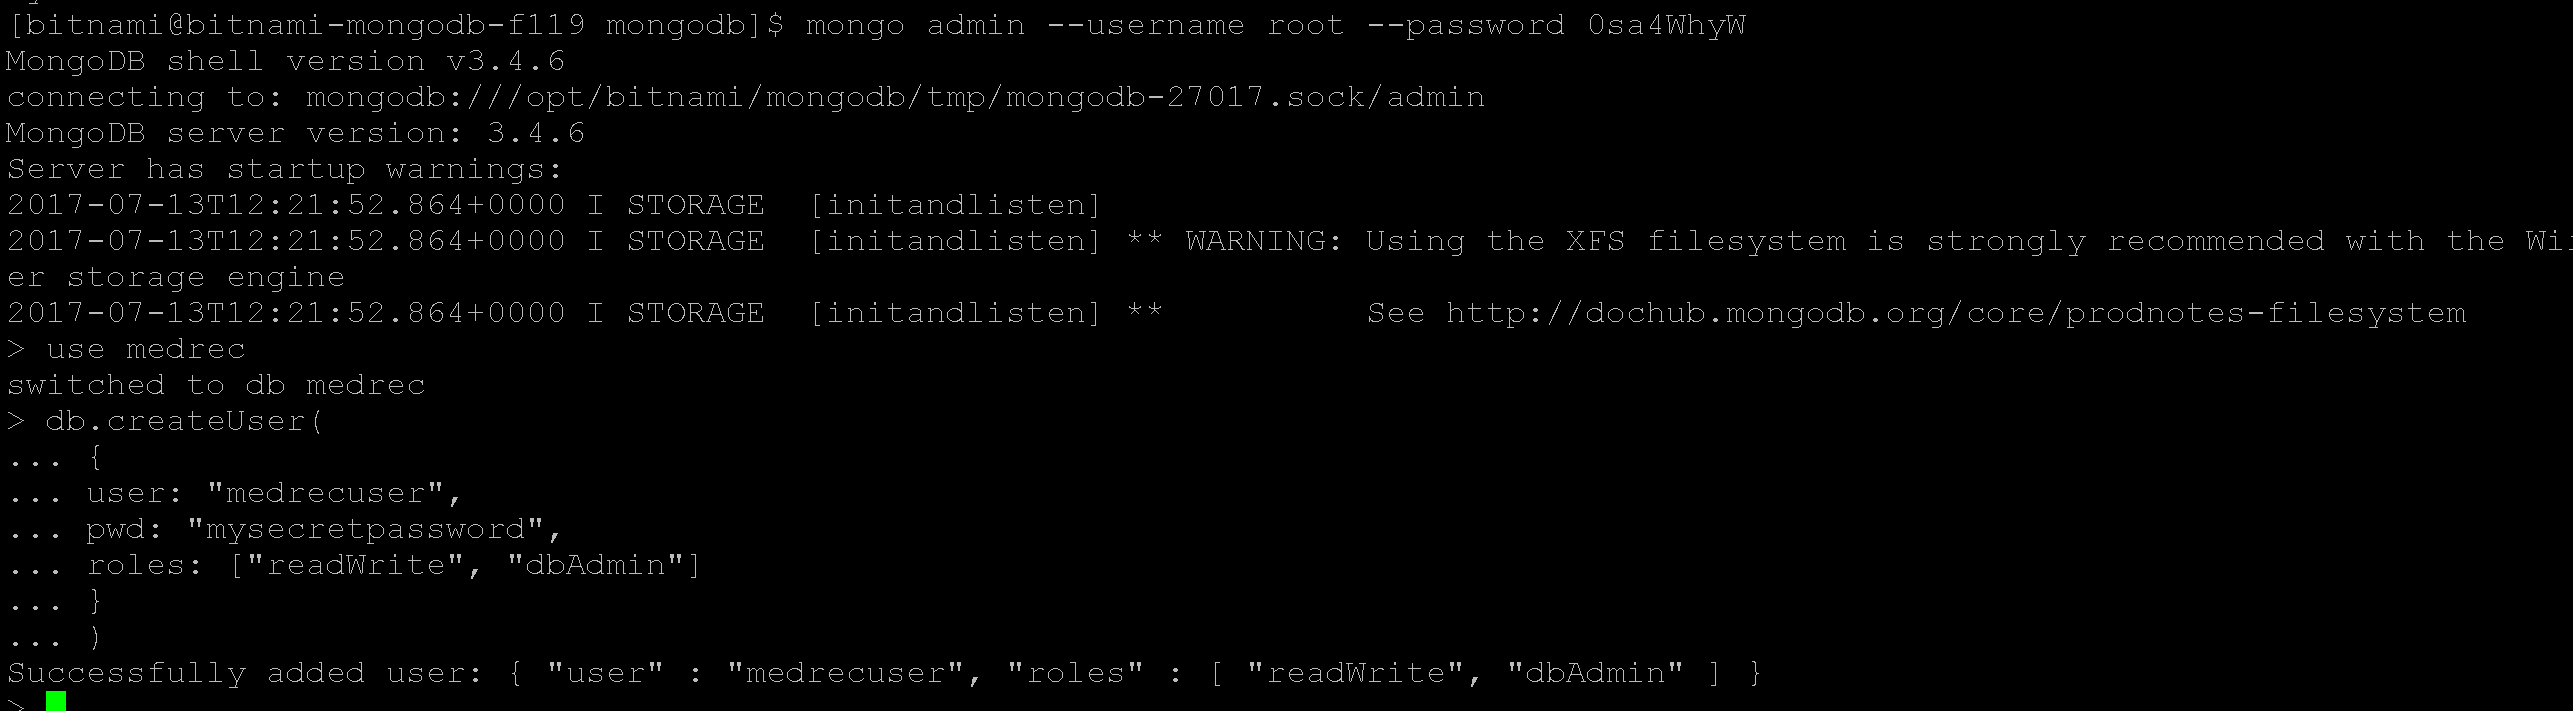 [bitnami@bitnami-mongodb-f119 mongodb]$ mongo admin --username root --password 0sa4WhyW
MongoDB shell version v3.4.6
connecting to: mongodb:///opt/bitnami/mongodb/tmp/mongodb-27017.sock/admin
MongoDB server version: 3.4.6
Server has startup warnings:
2017-07-13T12:21:52.864+0000 I STORAGE  [initandlisten]
2017-07-13T12:21:52.864+0000 I STORAGE  [initandlisten] ** WARNING: Using the XFS filesystem is strongly recommended with the
er storage engine
2017-07-13T12:21:52.864+0000 I STORAGE  [initandlisten] **          See http://dochub.mongodb.org/core/prodnotes-filesystem
> use medrec
switched to db medrec
> db.createUser(
... {
... user: "medrecuser",
... pwd: "mysecretpassword",
... roles: ["readWrite", "dbAdmin"]
... }
... )
Successfully added user: { "user" : "medrecuser", "roles" : [ "readWrite", "dbAdmin" ] }
>